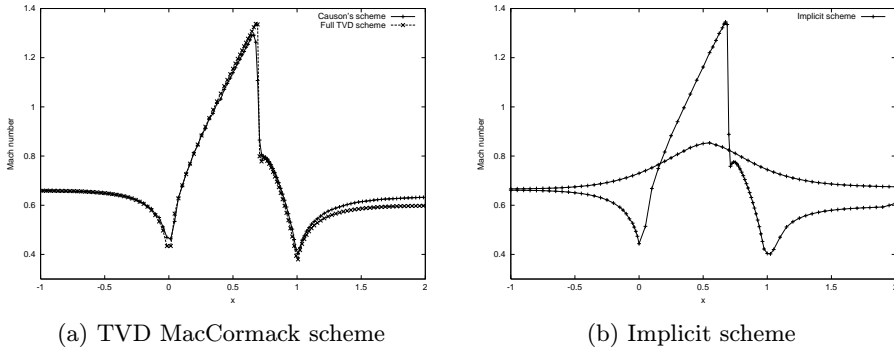 1.4
1.2
1
0.8
0.6
0.4
Mach number
-1
-0.5
0
0.5
1
1.5
2
x
Causon's scheme
Full TVD scheme
(a) TVD MacCormack scheme
1.4
1.2
1
0.8
0.6
0.4
Mach number
-1
-0.5
0
0.5
1
1.5
2
x
Implicit scheme
(b) Implicit scheme